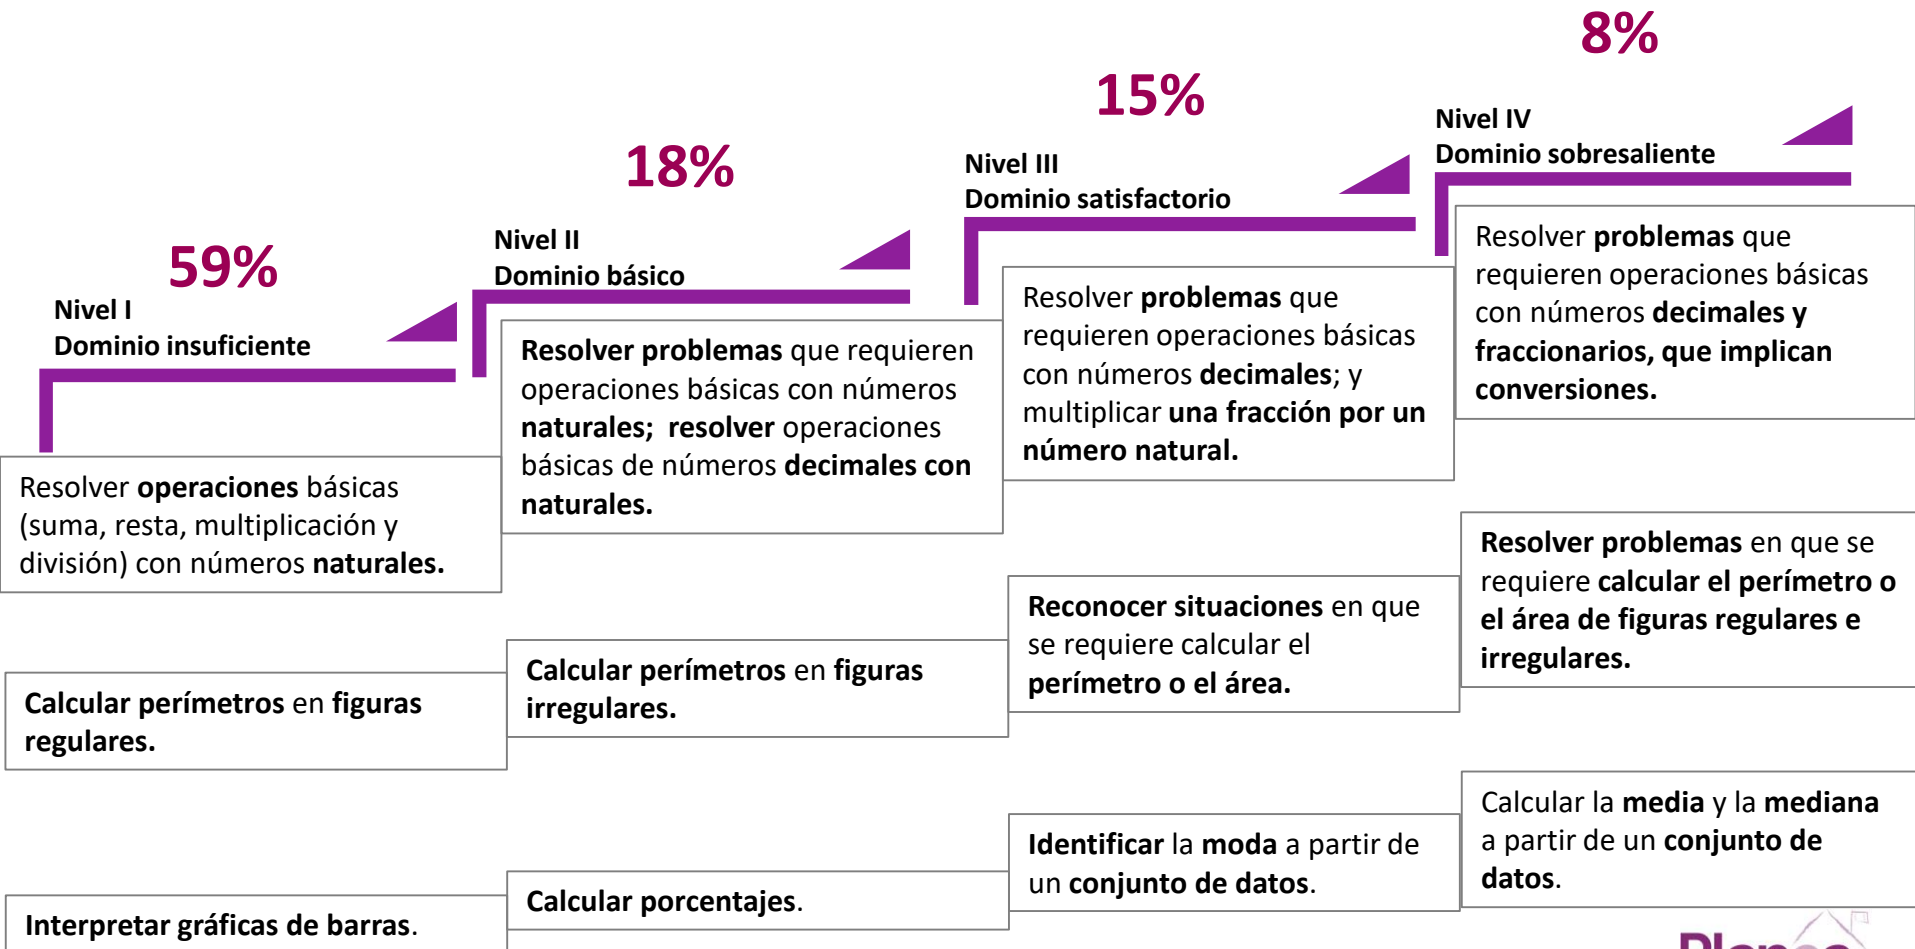 59%
Nivel I
Dominio insuficiente
Resolver operaciones básicas
(suma, resta, multiplicación y
división) con números naturales.
Calcular perímetros en figuras
regulares.
Interpretar gráficas de barras.
18%
Nivel II
Dominio básico
Resolver problemas que requieren
operaciones básicas con números
naturales;  resolver operaciones
básicas de números decimales con
naturales.
Calcular perímetros en figuras
irregulares.
Calcular porcentajes.
15%
Nivel III
Dominio satisfactorio
Resolver problemas que
requieren operaciones básicas
con números decimales; y
multiplicar una fracción por un
número natural.
Reconocer situaciones en que
se requiere calcular el
perímetro o el área.
Identificar la moda a partir de
un conjunto de datos.
8%
Nivel IV
Dominio sobresaliente
Resolver problemas que
requieren operaciones básicas
con números decimales y
fraccionarios, que implican
conversiones.
Resolver problemas en que se
requiere calcular el perímetro o
el área de figuras regulares e
irregulares.
Calcular la media y la mediana
a partir de un conjunto de
datos.